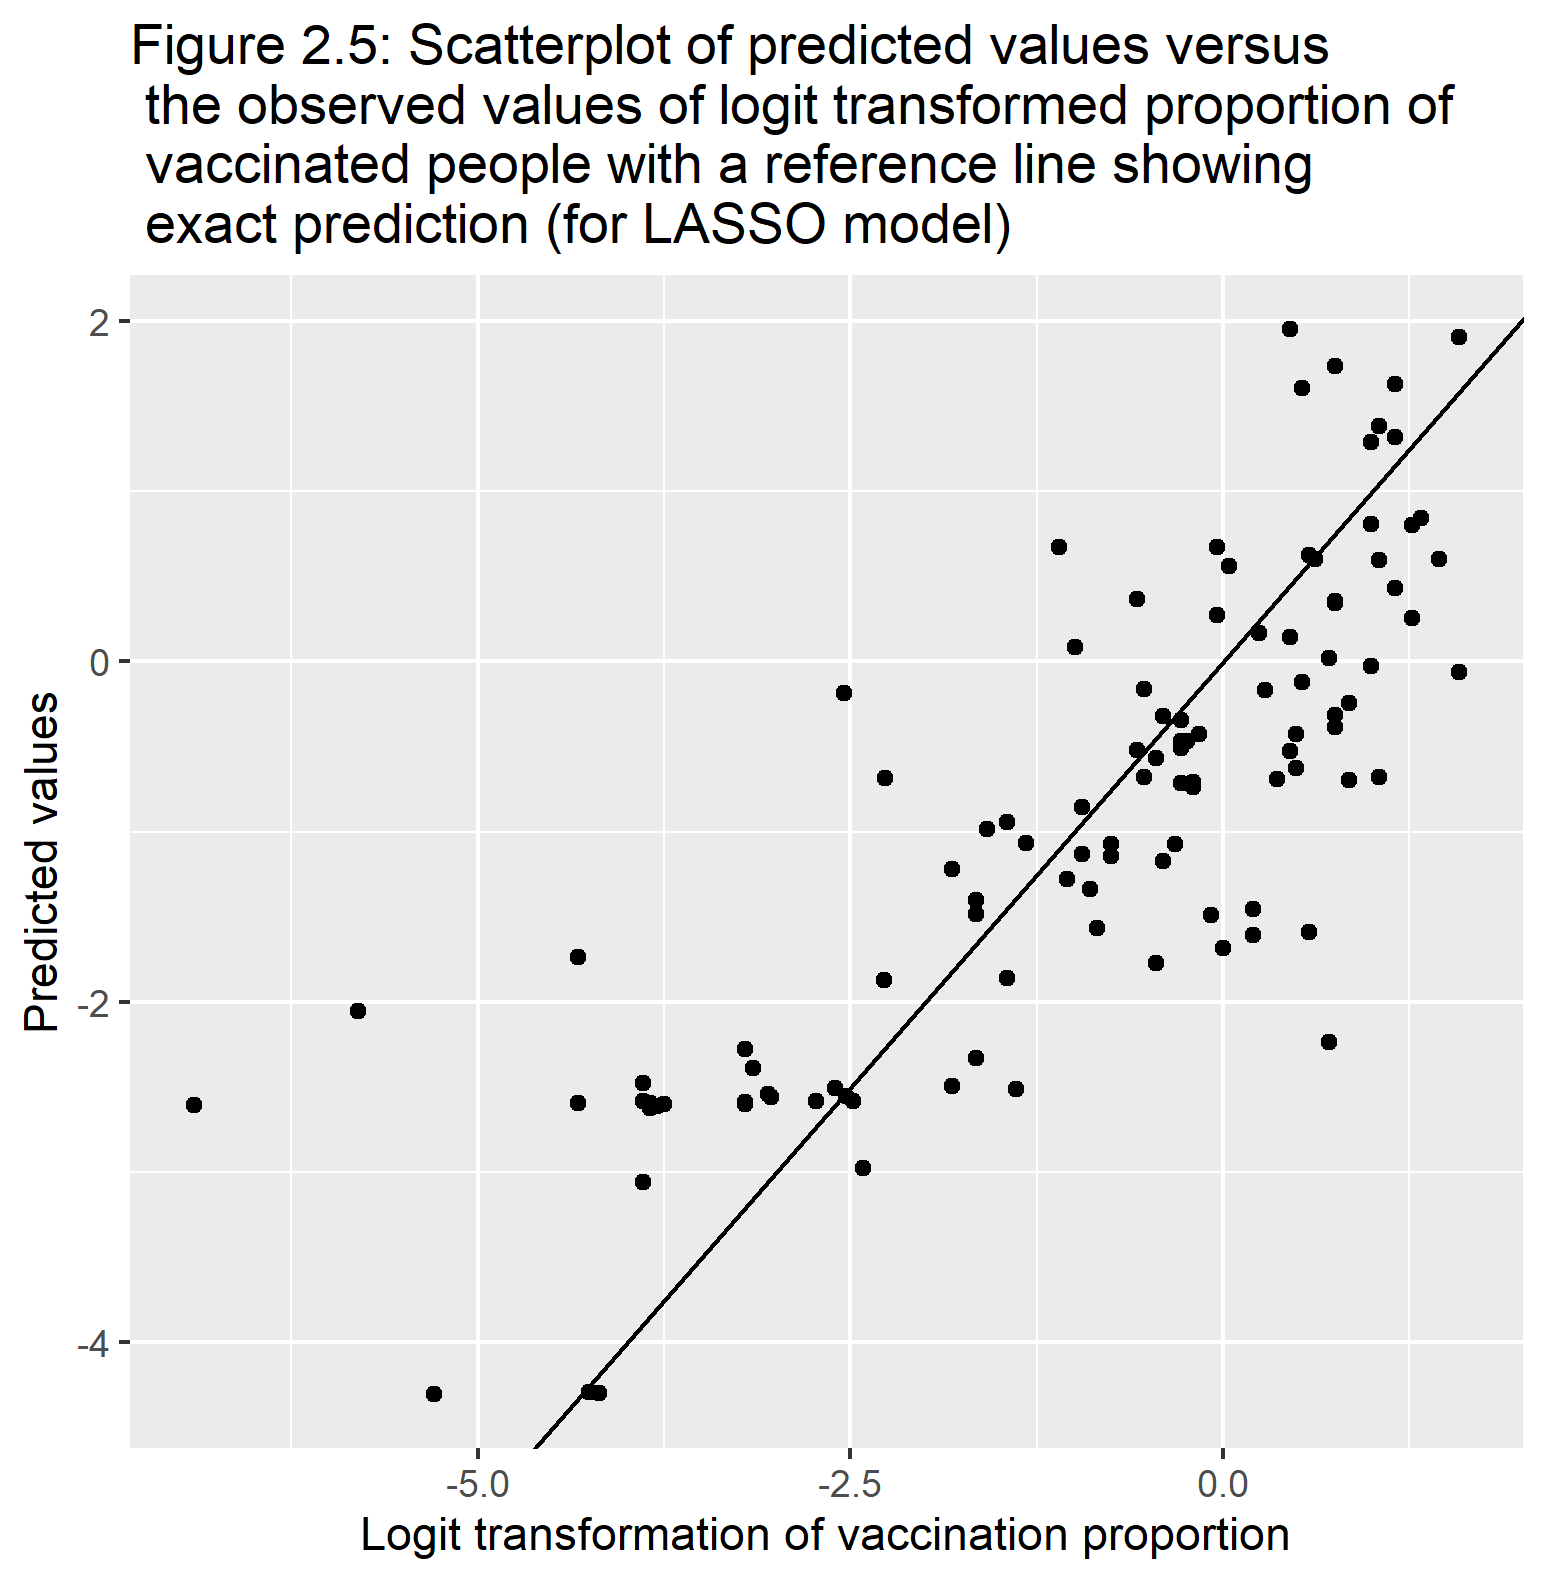 Figure 2.5: Scatterplot of predicted values versus
the observed values of logit transformed proportion of
vaccinated people with a reference line showing
exact prediction (for LASSO model)
2
0
-2
-4
Predicted values
-5.0
-2.5
0.0
Logit transformation of vaccination proportion